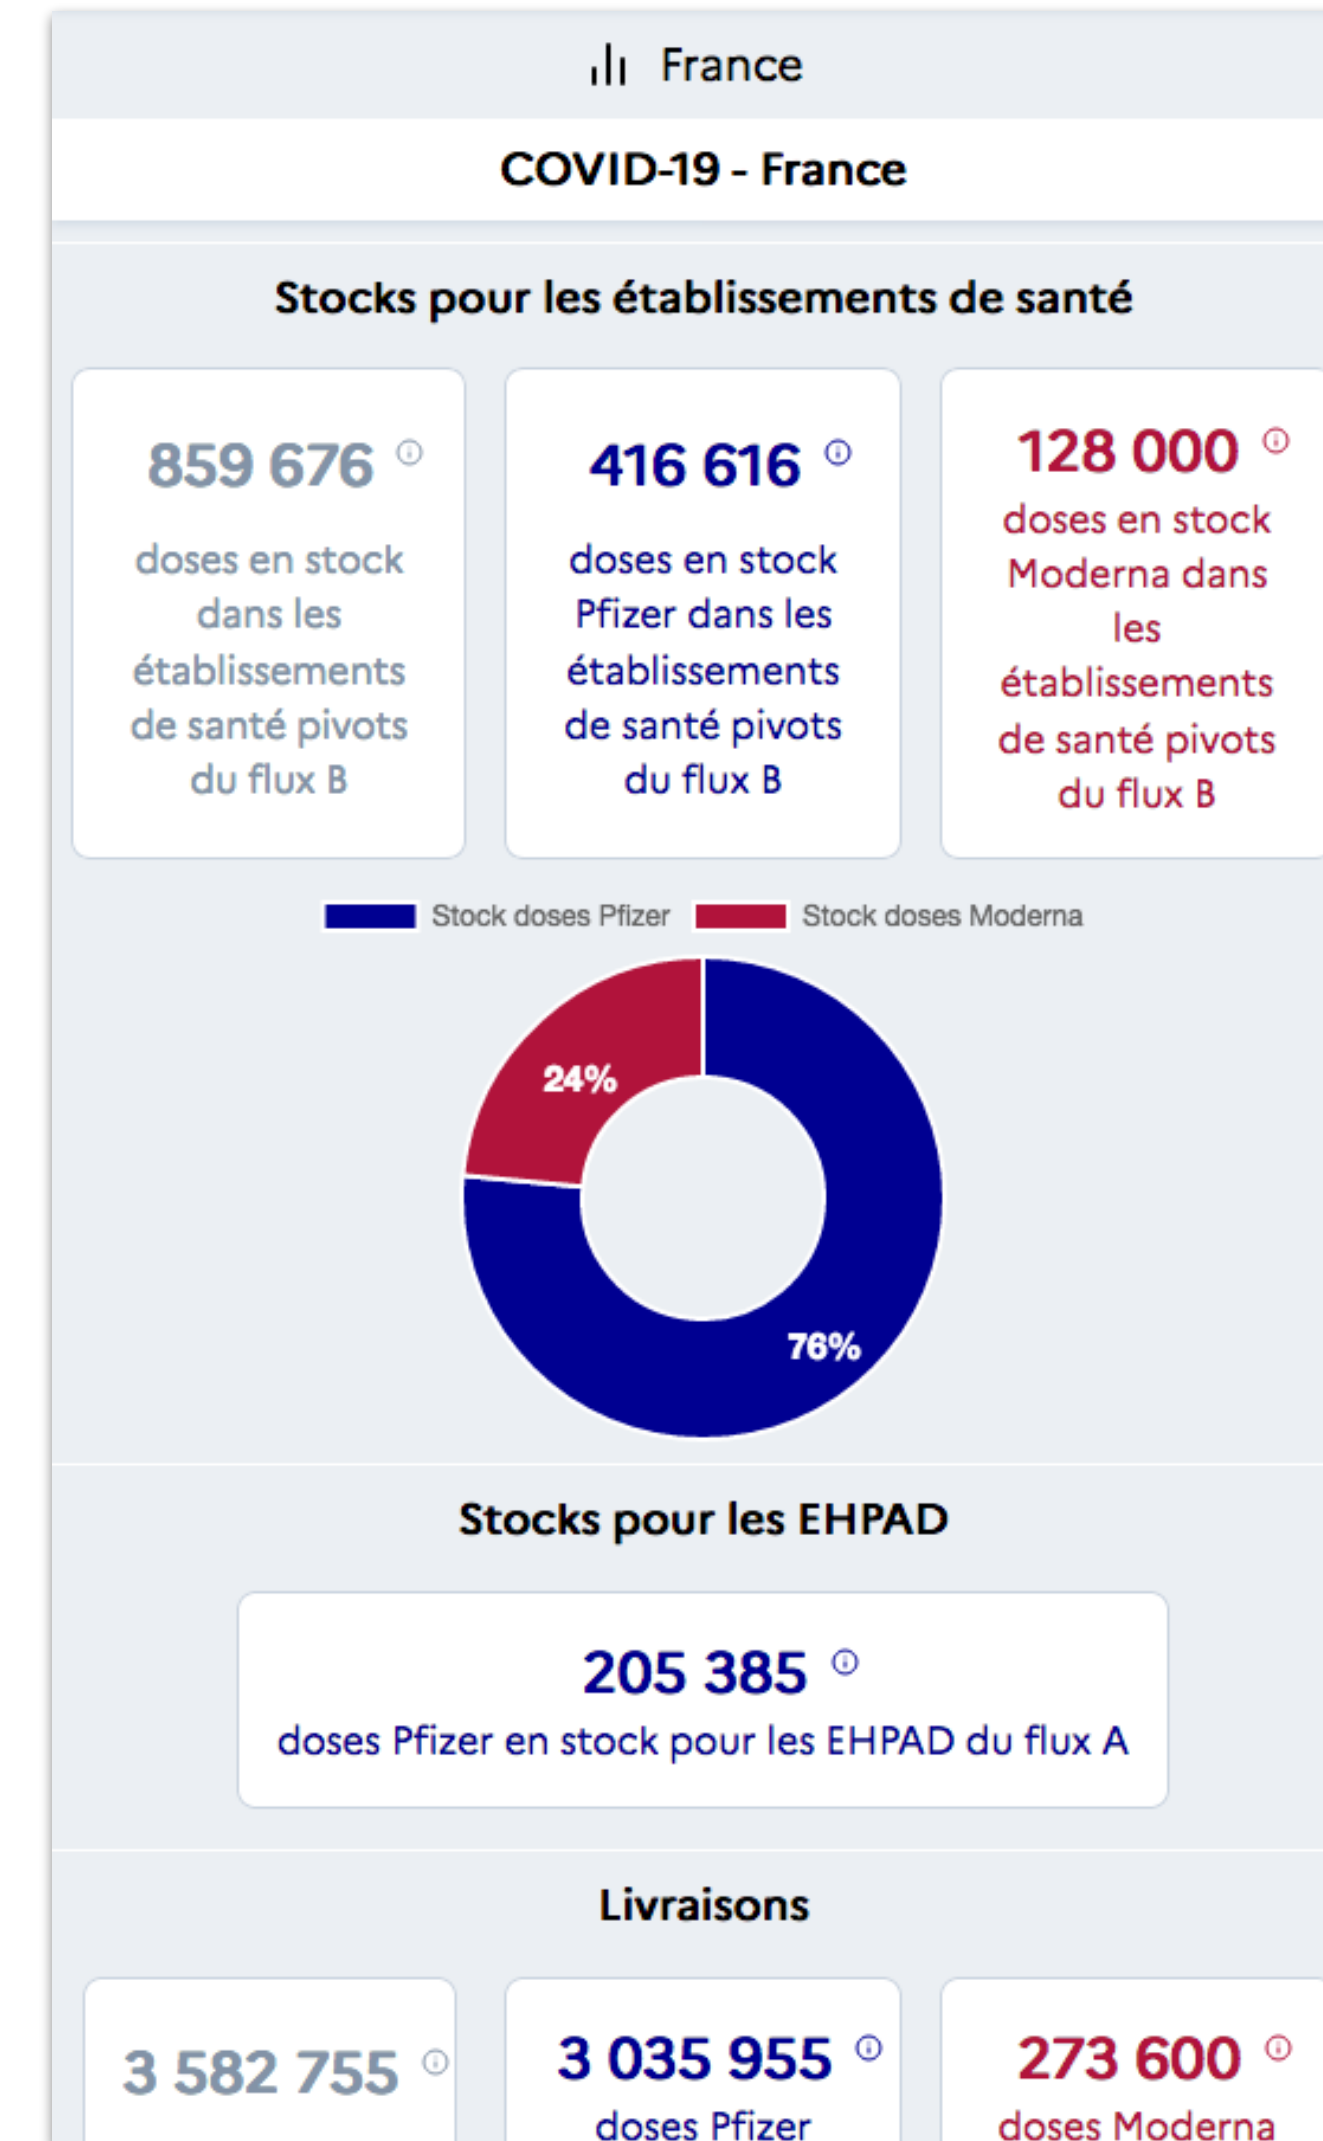 France
COVID-19 - France
Stocks pour les établissements de santé
859 676
doses en stock
dans les
établissements
de santé pivots
du flux B
416 616
doses en stock
Pfizer dans les
établissements
de santé pivots
du flux B
128 000
doses en stock
Moderna dans
les
établissements
de santé pivots
du flux B
Stock doses Pfizer
Stock doses Moderna
24%
76%
Stocks pour les EHPAD
205 385
doses Pfizer en stock pour les EHPAD du flux A
Livraisons
3 582 755
3 035 955
doses Pfizer
273 600
doses Moderna